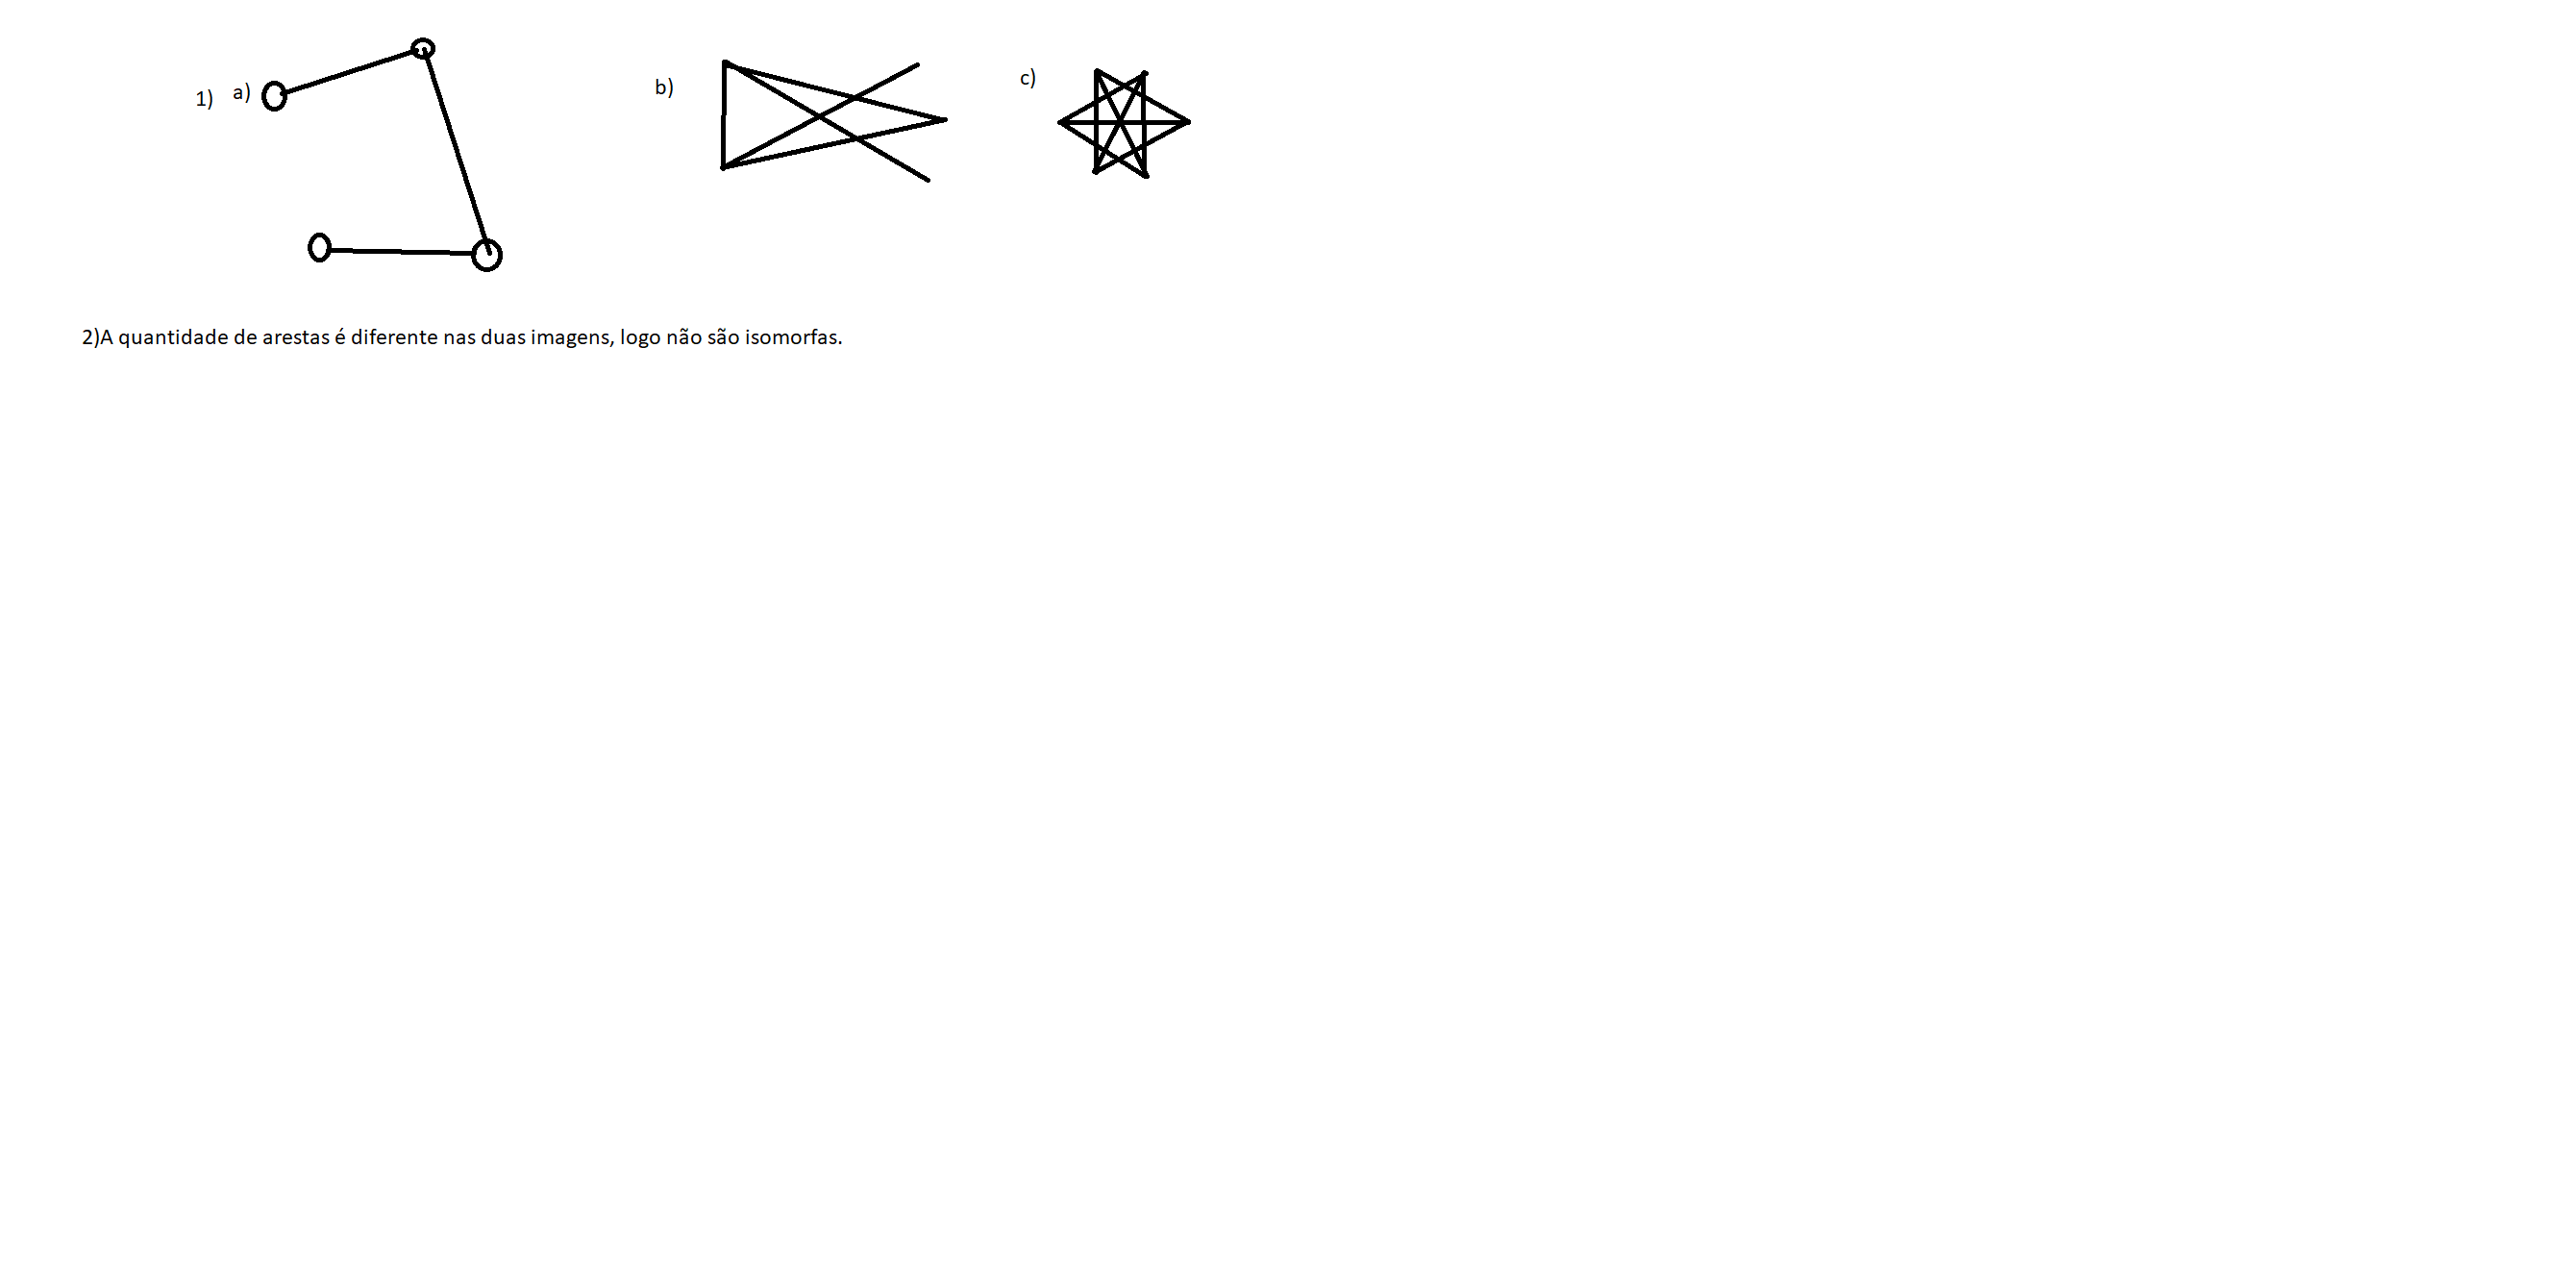 1) a) b) c)
2)A quantidade de arestas é diferente nas duas imagens, logo não são isomorfas.